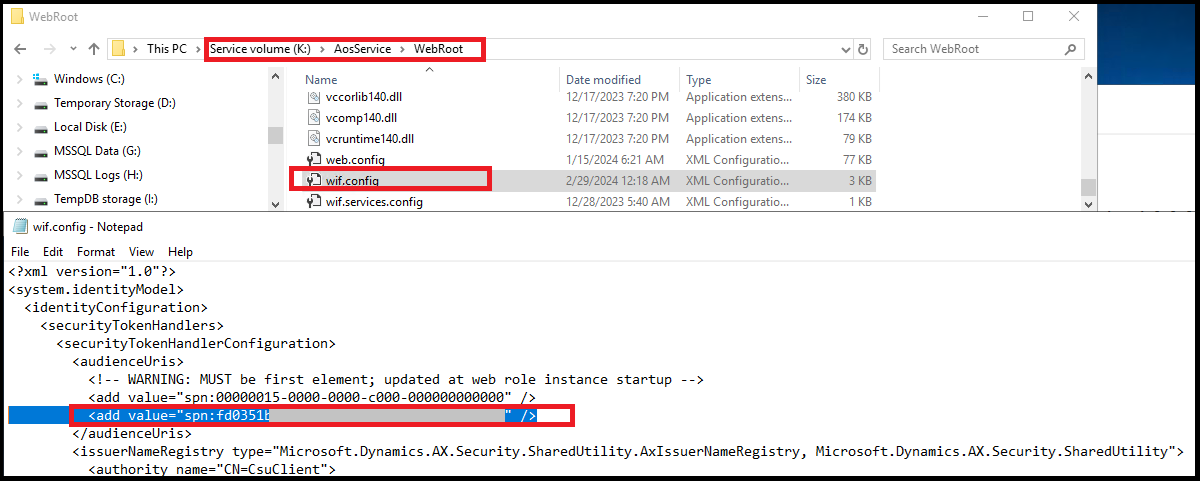 WebRoot
This PC > Service volume (K:) > AosService > WebRoot
Search WebRoot
Windows (C:)
Temporary Storage (D:)
Local Disk (E:)
MSSQL Data (G:)
MSSQL Logs (H:)
TempDB storage (I:)
Name Date modified Type Size
vccorlib140.dll 12/17/2023 7:20 PM Application extens... 380 KB
vcomp140.dll 12/17/2023 7:20 PM Application extens... 174 KB
vcruntime140.dll 12/17/2023 7:20 PM Application extens... 79 KB
web.config 1/15/2024 6:21 AM XML Configuratio... 77 KB
wif.config 2/29/2024 12:18 AM XML Configuratio... 3 KB
wif.services.config 12/28/2023 5:40 AM XML Configuratio... 1 KB
wif.config - Notepad
File Edit Format View Help
<?xml version="1.0"?>
<system.identityModel>
<identityConfiguration>
<securityTokenHandlers>
<securityTokenHandlerConfiguration>
<audienceUris>
<!-- WARNING: MUST be first element; updated at web role instance startup -->
<add value="spn:00000015-0000-0000-c000-000000000000" />
<add value="spn:fd0351b " />
</audienceUris>
<issuerNameRegistry type="Microsoft.Dynamics.AX.Security.SharedUtility.AxIssuerNameRegistry, Microsoft.Dynamics.AX.Security.SharedUtility">
<authority name="CN=CsuClient">